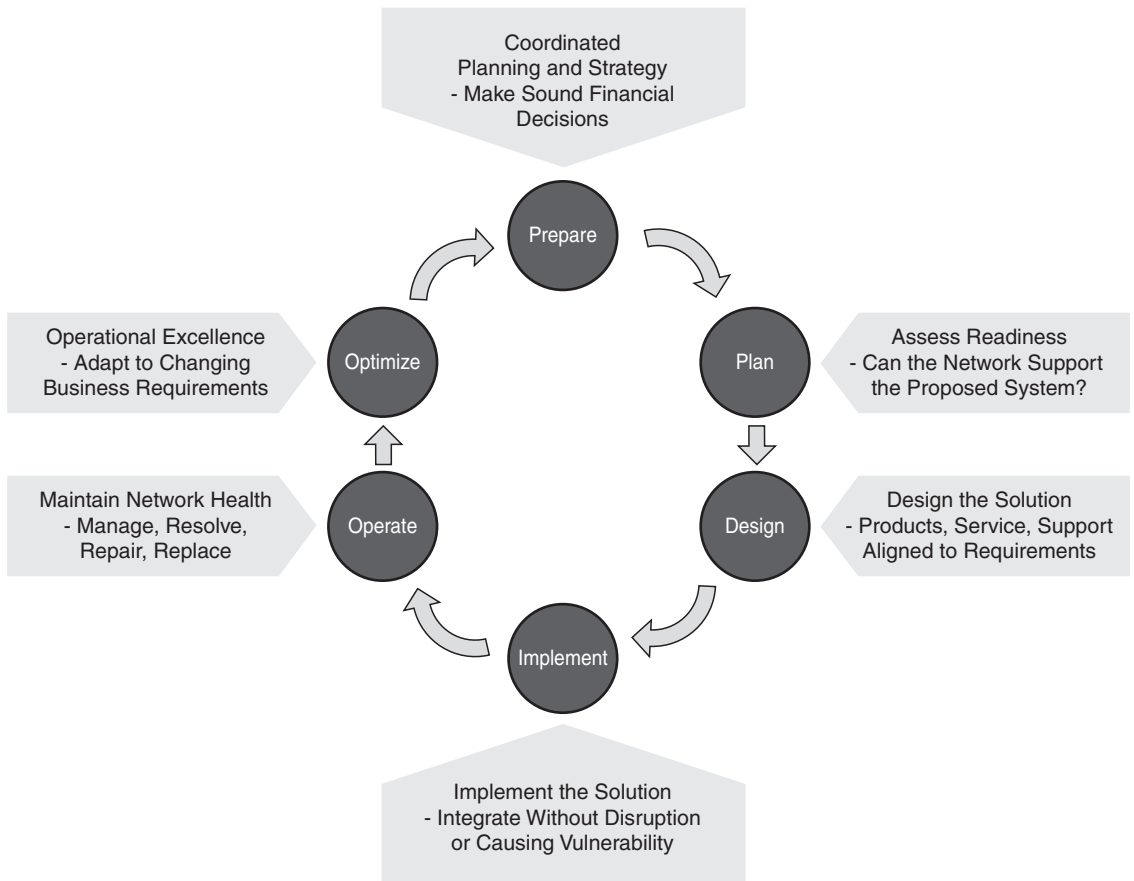 Coordinated
Planning and Strategy
- Make Sound Financial
Decisions
Prepare
Operational Excellence
- Adapt to Changing
Business Requirements
Optimize
Plan
Assess Readiness
- Can the Network Support
the Proposed System?
Maintain Network Health
- Manage, Resolve,
Repair, Replace
Operate
Design
Design the Solution
- Products, Service, Support
Aligned to Requirements
Implement
Implement the Solution
- Integrate Without Disruption
or Causing Vulnerability